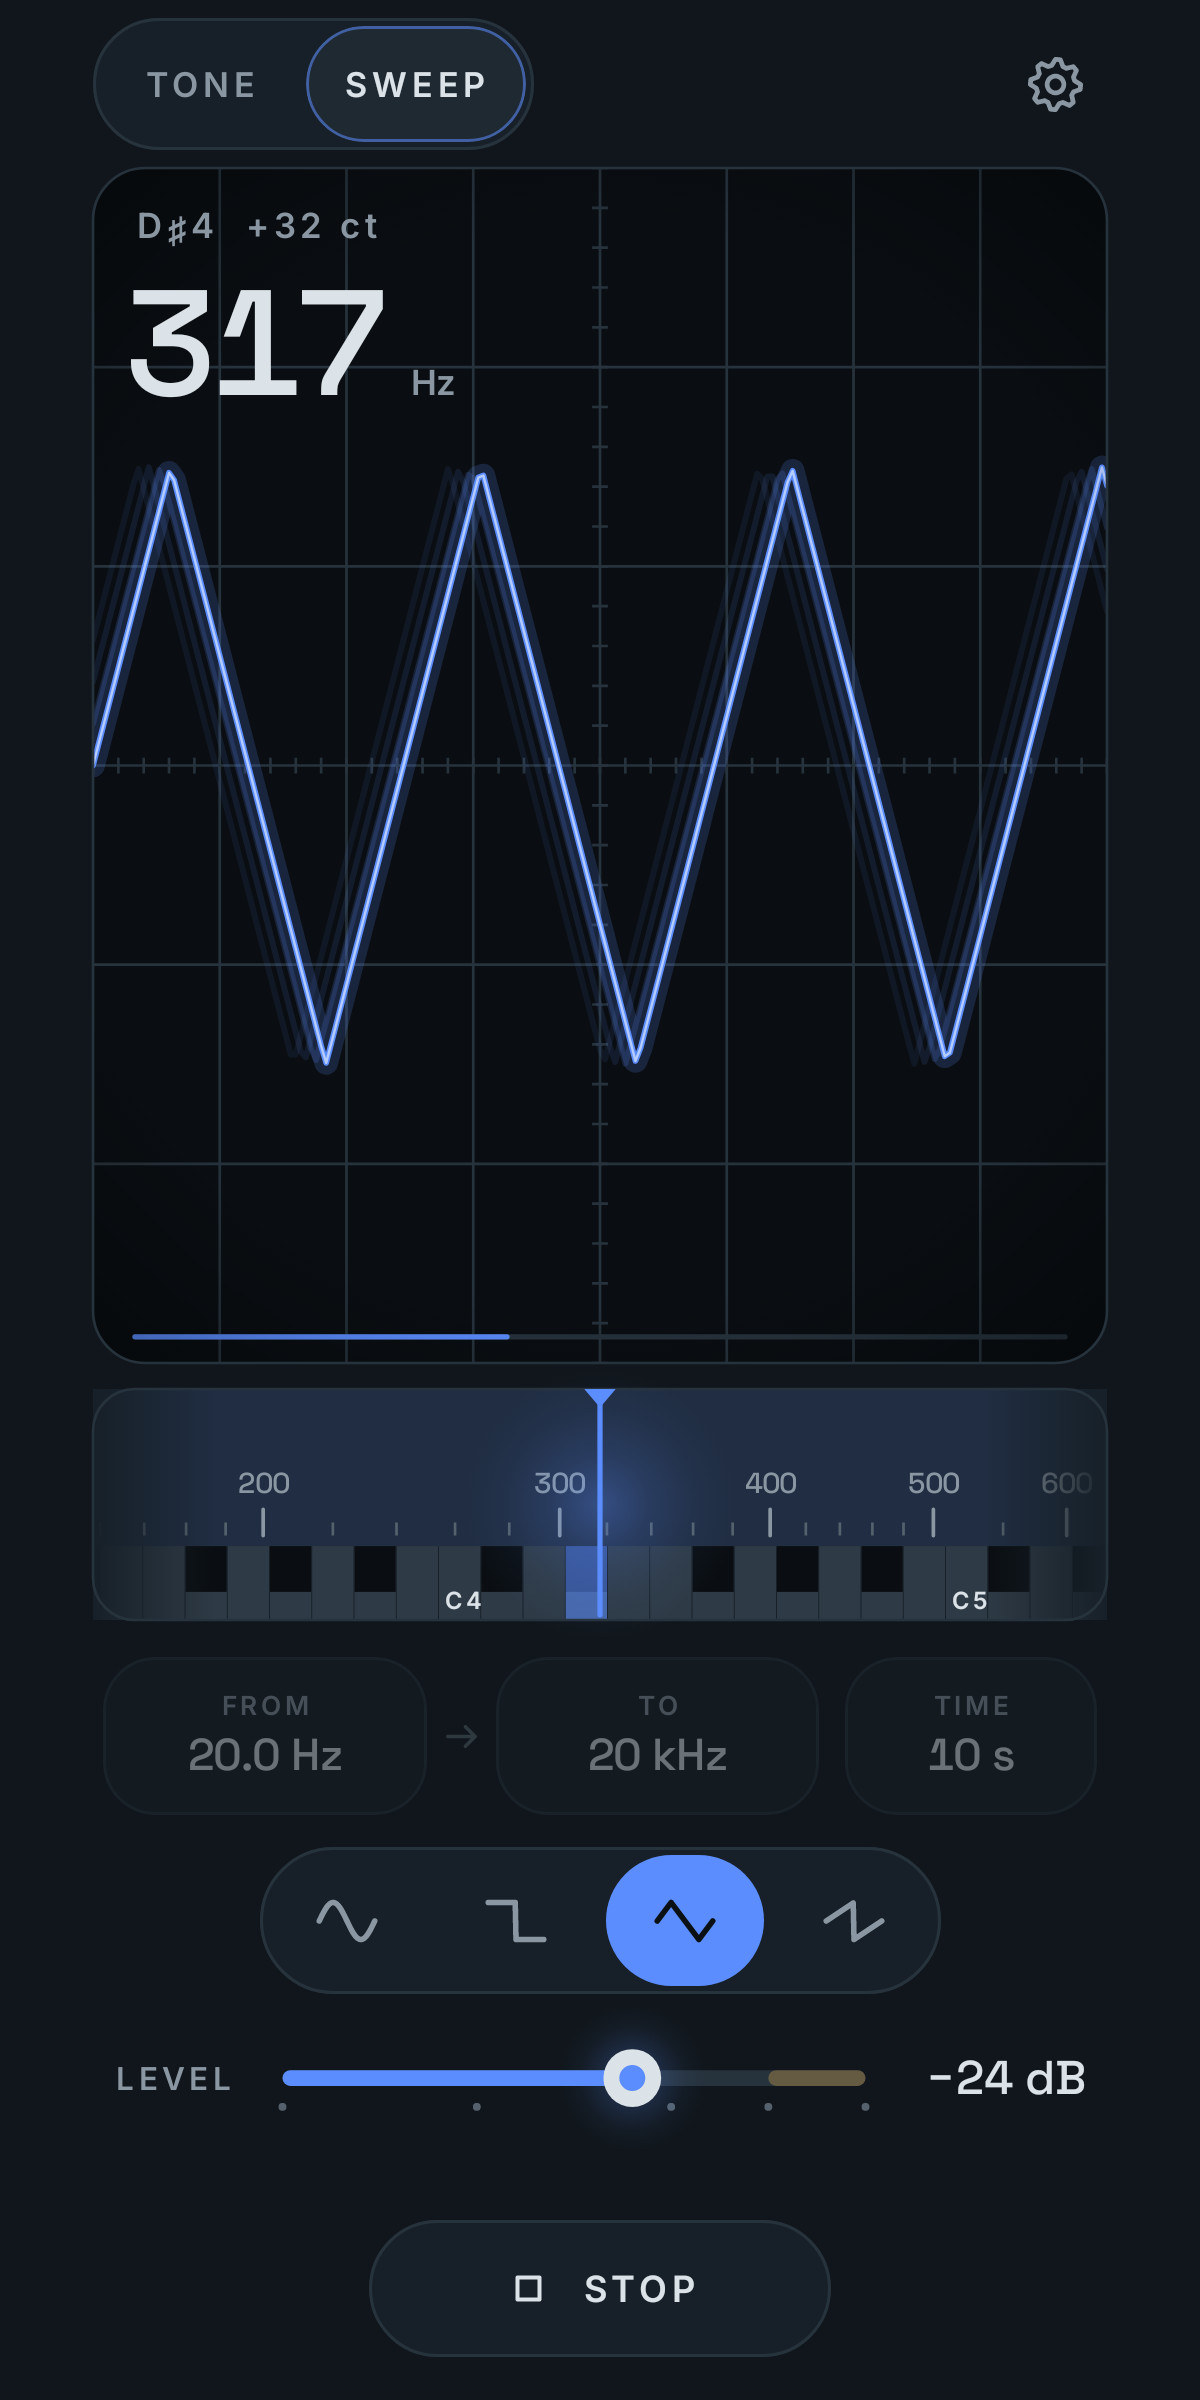 TONE SWEEP
D♯4 +32 ct
317 Hz
200 300 400 500 600
C4 C5
FROM TO TIME
20.0 Hz → 20 kHz 10 s
LEVEL −24 dB
STOP